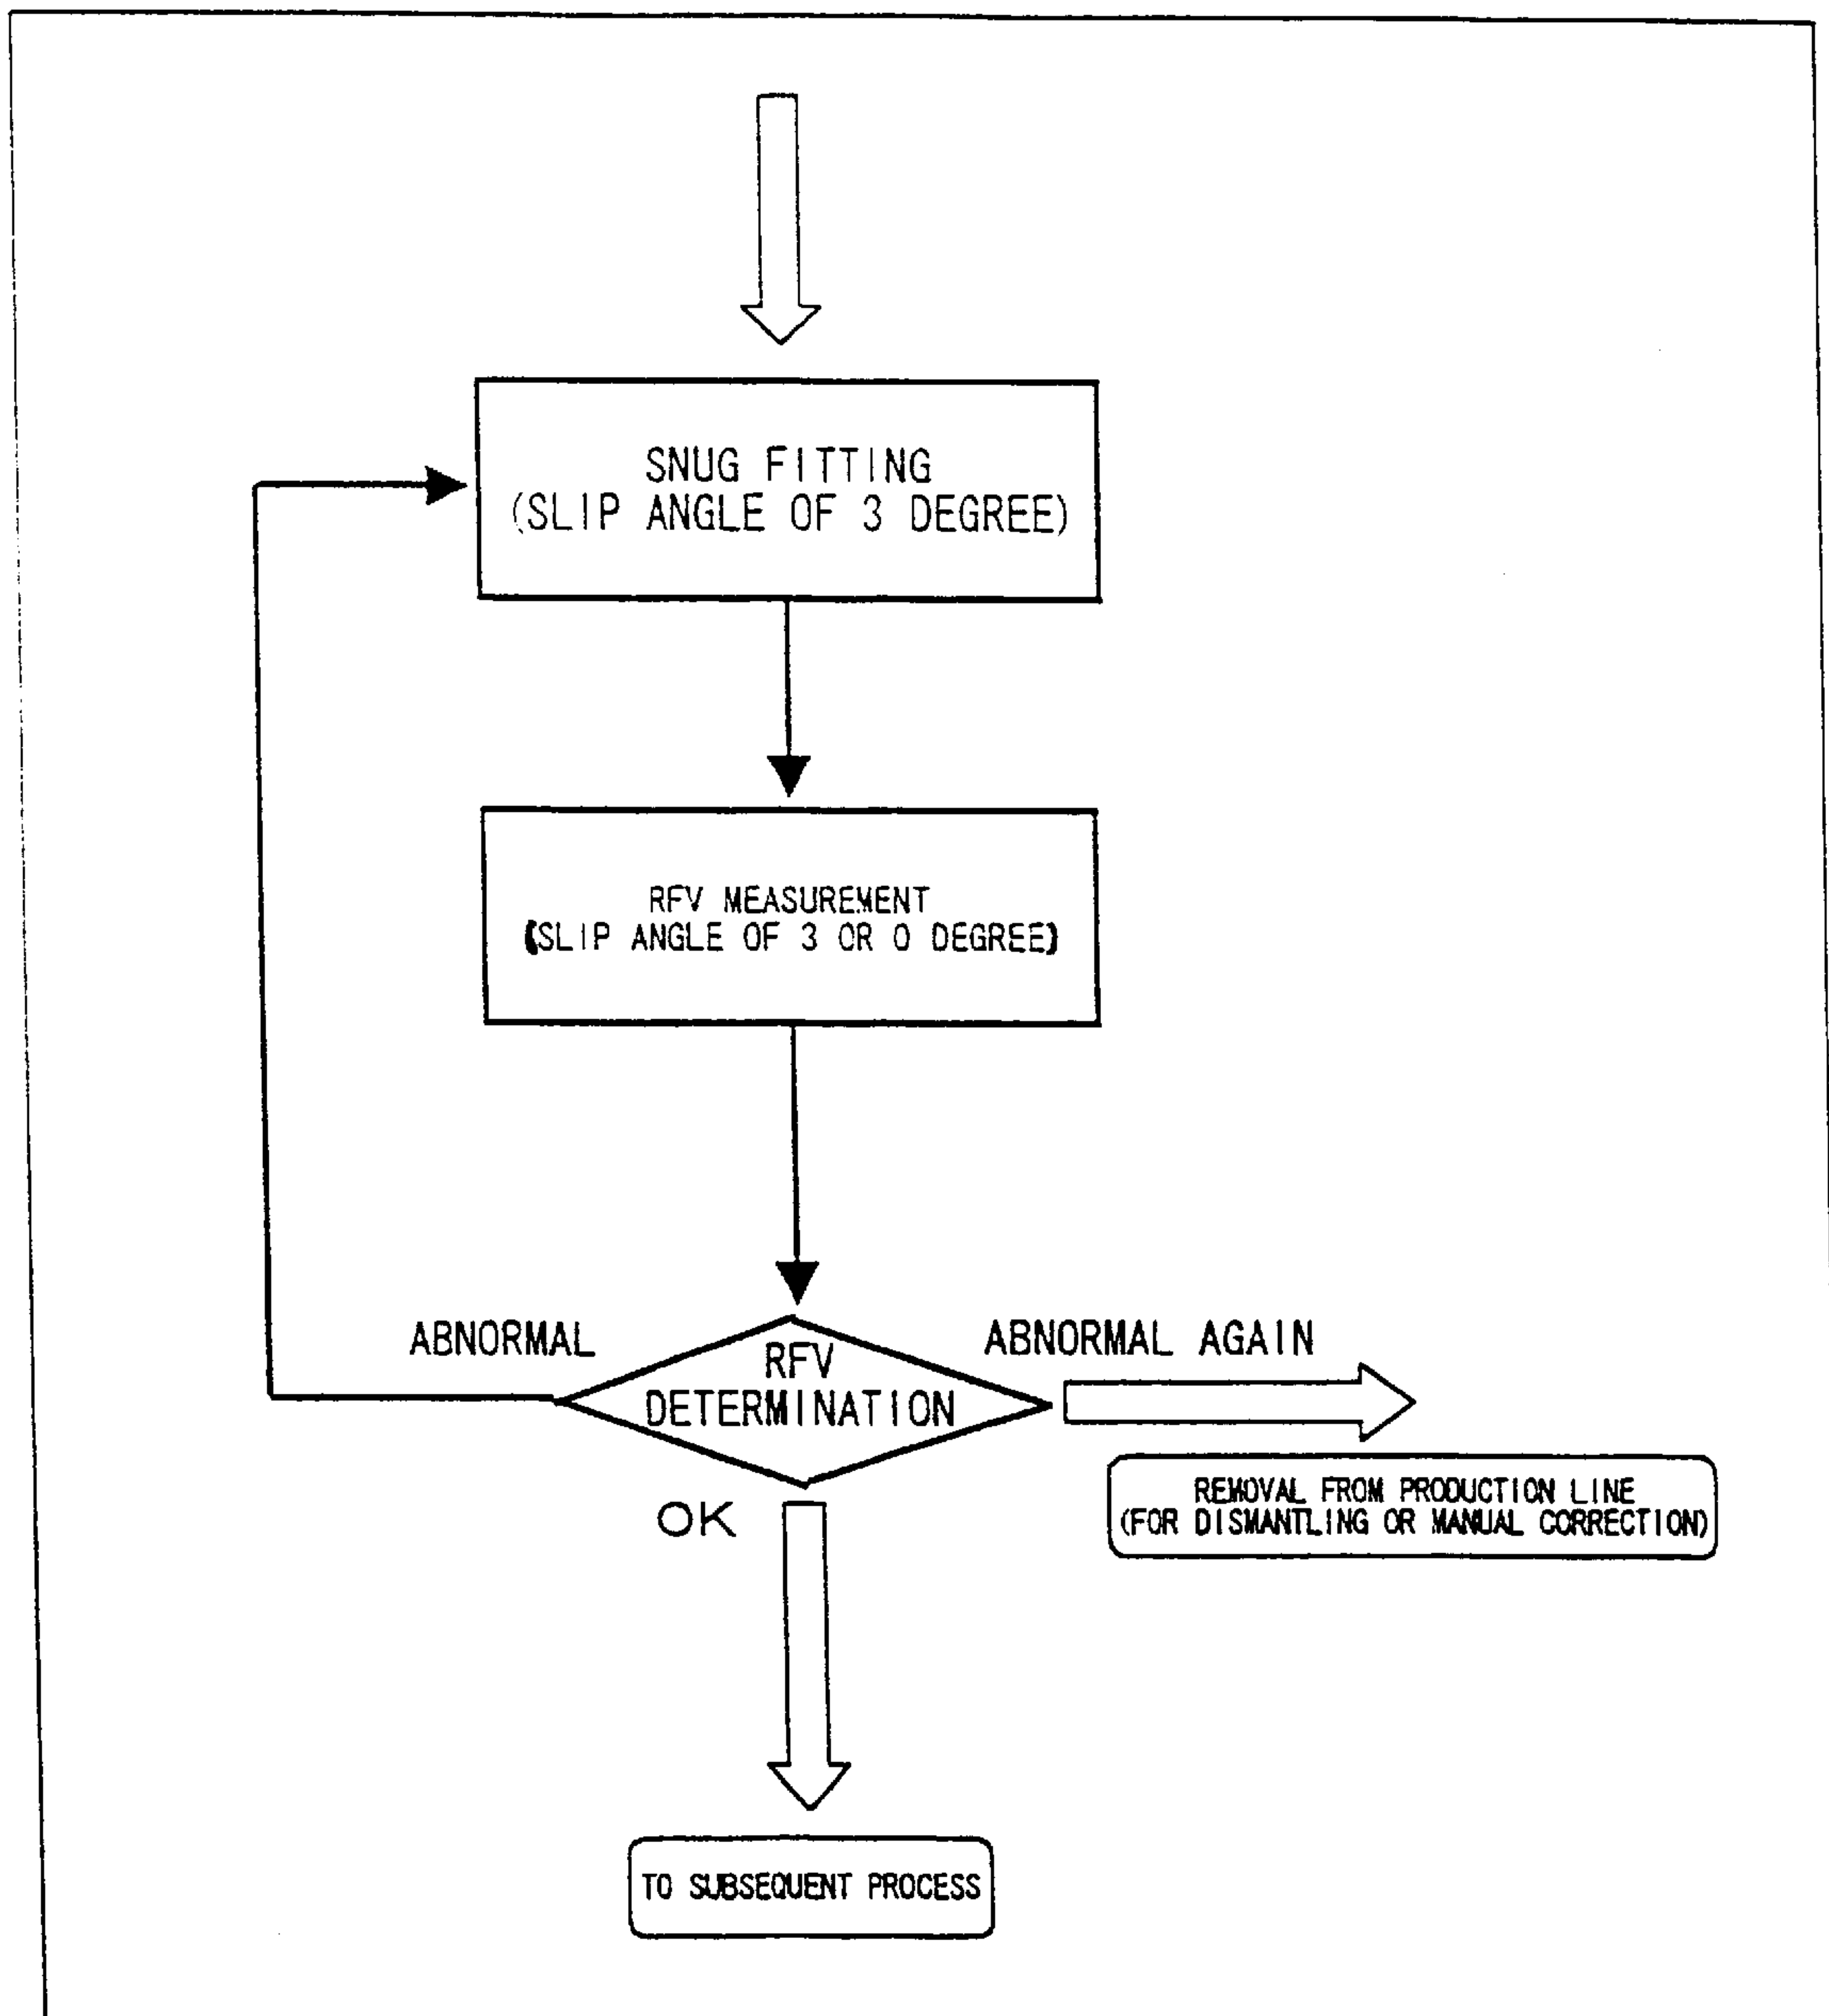 SNUG FITTING
(SLIP ANGLE OF 3 DEGREE)
RFV MEASUREMENT
(SLIP ANGLE OF 3 OR 0 DEGREE)
ABNORMAL
RFV
DETERMINATION
ABNORMAL AGAIN
REMOVAL FROM PRODUCTION LINE
(FOR DISMANTLING OR MANUAL CORRECTION)
OK
TO SUBSEQUENT PROCESS